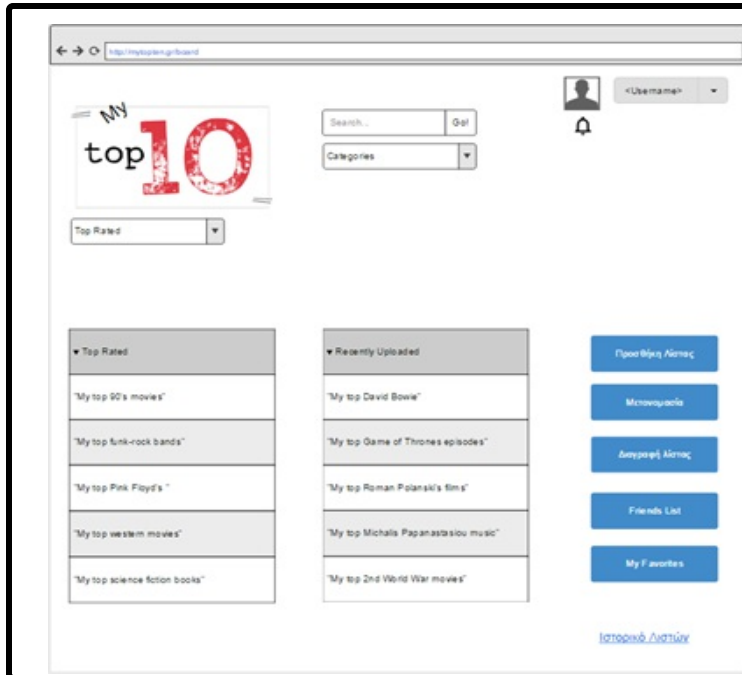 http://mytopten.gr/board
<Username>
My
top 10
Search...
Go!
Categories
Top Rated
Top Rated
"My top 90's movies"
"My top funk-rock bands"
"My top Pink Floyd's "
"My top western movies"
"My top science fiction books"
Recently Uploaded
"My top David Bowie"
"My top Game of Thrones episodes"
"My top Roman Polanski's films"
"My top Michalis Papanastasiou music"
"My top 2nd World War movies"
Προσθήκη Λίστας
Μετονομασία
Διαγραφή λίστας
Friends List
My Favorites
Ιστορικό Λιστών